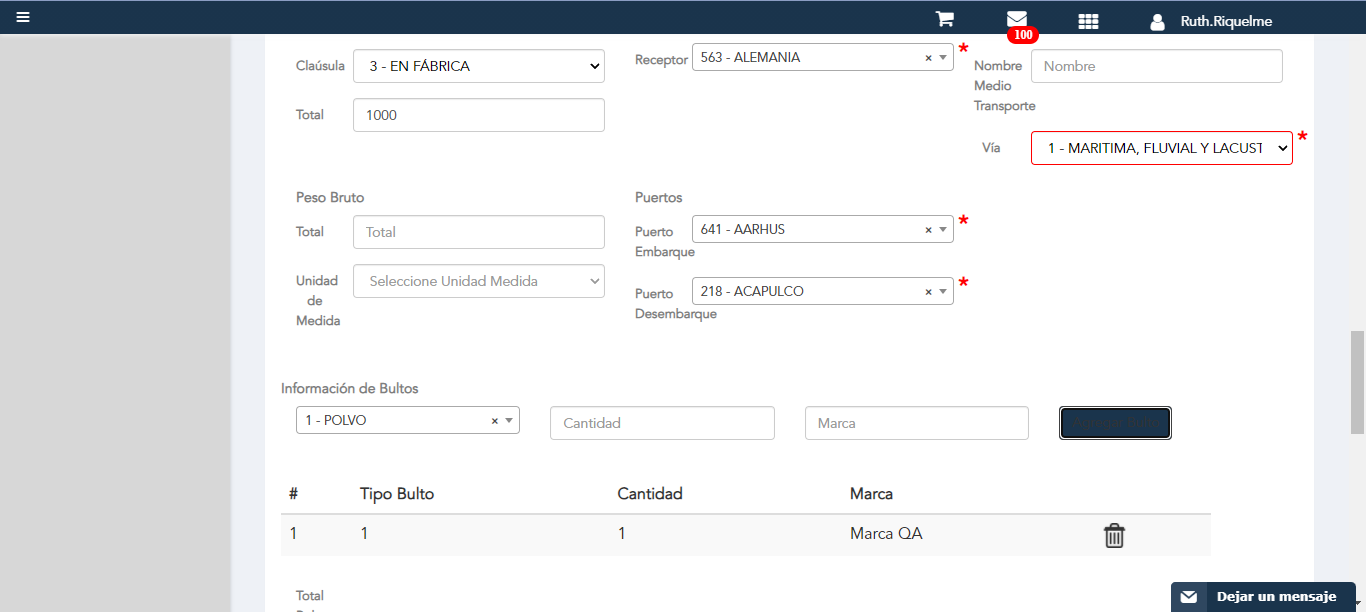 Ruth.Riquelme
100
Claúsula
3 - EN FÁBRICA
Receptor
563 - ALEMANIA
× 
*
Nombre
Medio
Transporte
Nombre
Total
1000
Vía
1 - MARITIMA, FLUVIAL Y LACUST
*
Peso Bruto
Puertos
Total
Total
Puerto
Embarque
641 - AARHUS
×
*
Unidad
de
Medida
Seleccione Unidad Medida
Puerto
Desembarque
218 - ACAPULCO
×
*
Información de Bultos
1 - POLVO
×
Cantidad
Marca
# Tipo Bulto Cantidad Marca
1 1 1 Marca QA
Total
Dejar un mensaje